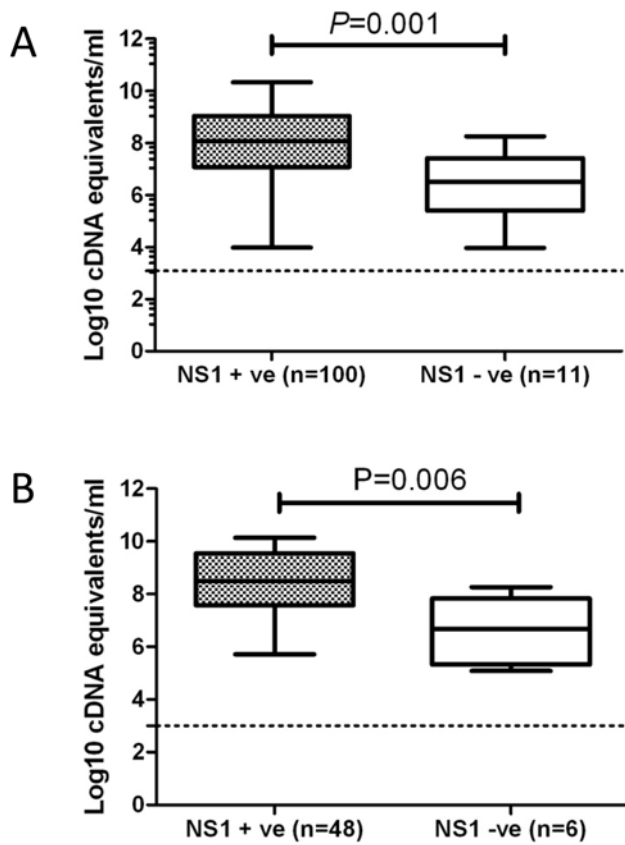 A
P=0.001
Log10 cDNA equivalents/ml
12
10
8
6
4
2
0
NS1 + ve (n=100)
NS1 - ve (n=11)
B
P=0.006
Log10 cDNA equivalents/ml
12
10
8
6
4
2
0
NS1 + ve (n=48)
NS1 -ve (n=6)